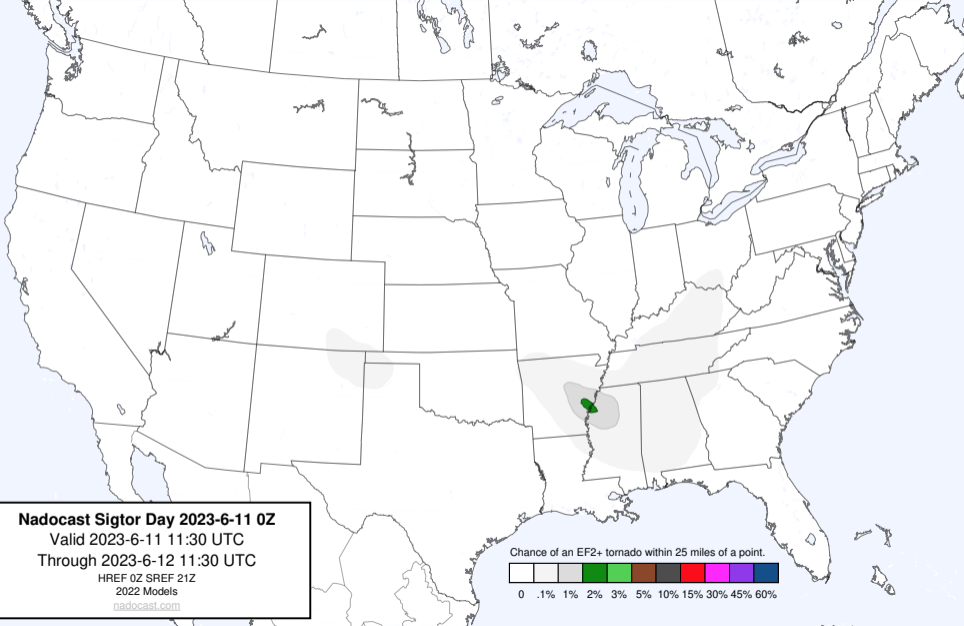 Nadocast Sigtor Day 2023-6-11 0Z
Valid 2023-6-11 11:30 UTC
Through 2023-6-12 11:30 UTC
HREF 0Z SREF 21Z
2022 Models
nadocast.com
Chance of an EF2+ tornado within 25 miles of a point.
0 .1% 1% 2% 3% 5% 10% 15% 30% 45% 60%